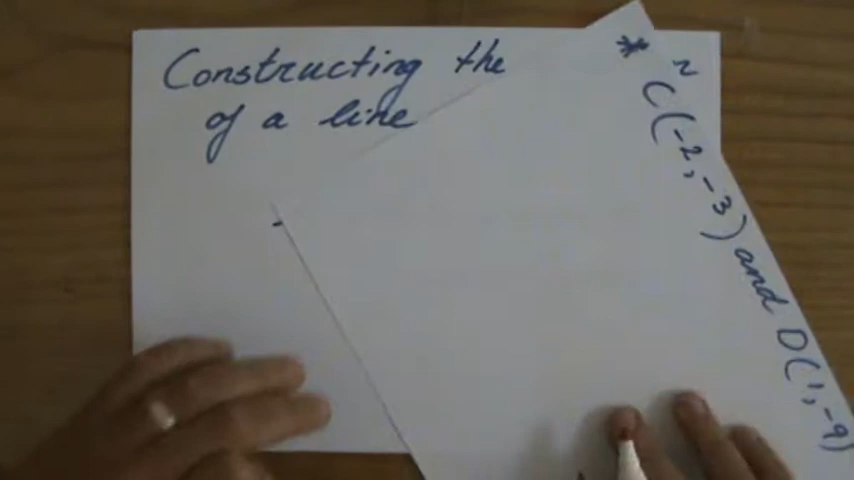 Constructing the
of a line
* ~
C(-2,-3) and D(1,-9)